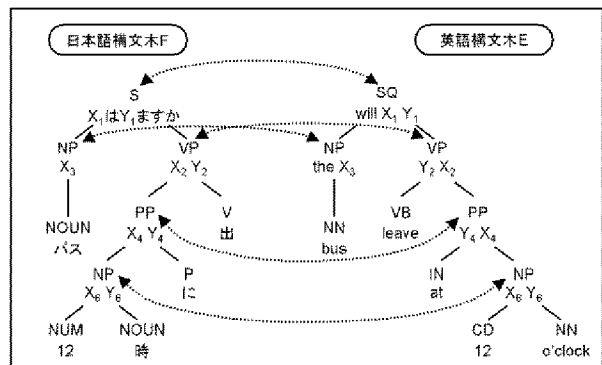 日本語構文木F 英語構文木E
S SQ
X₁はY₁ますか will X₁ Y₁
NP VP NP VP
X₃ X₂ Y₂ the X₃ Y₂ X₂
PP V NN VB PP
NOUN X₄ Y₄ 出 bus leave Y₄ X₄
バス
NP P IN NP
X₆ Y₆ に at X₆ Y₆
NUM NOUN CD NN
12 時 12 o'clock